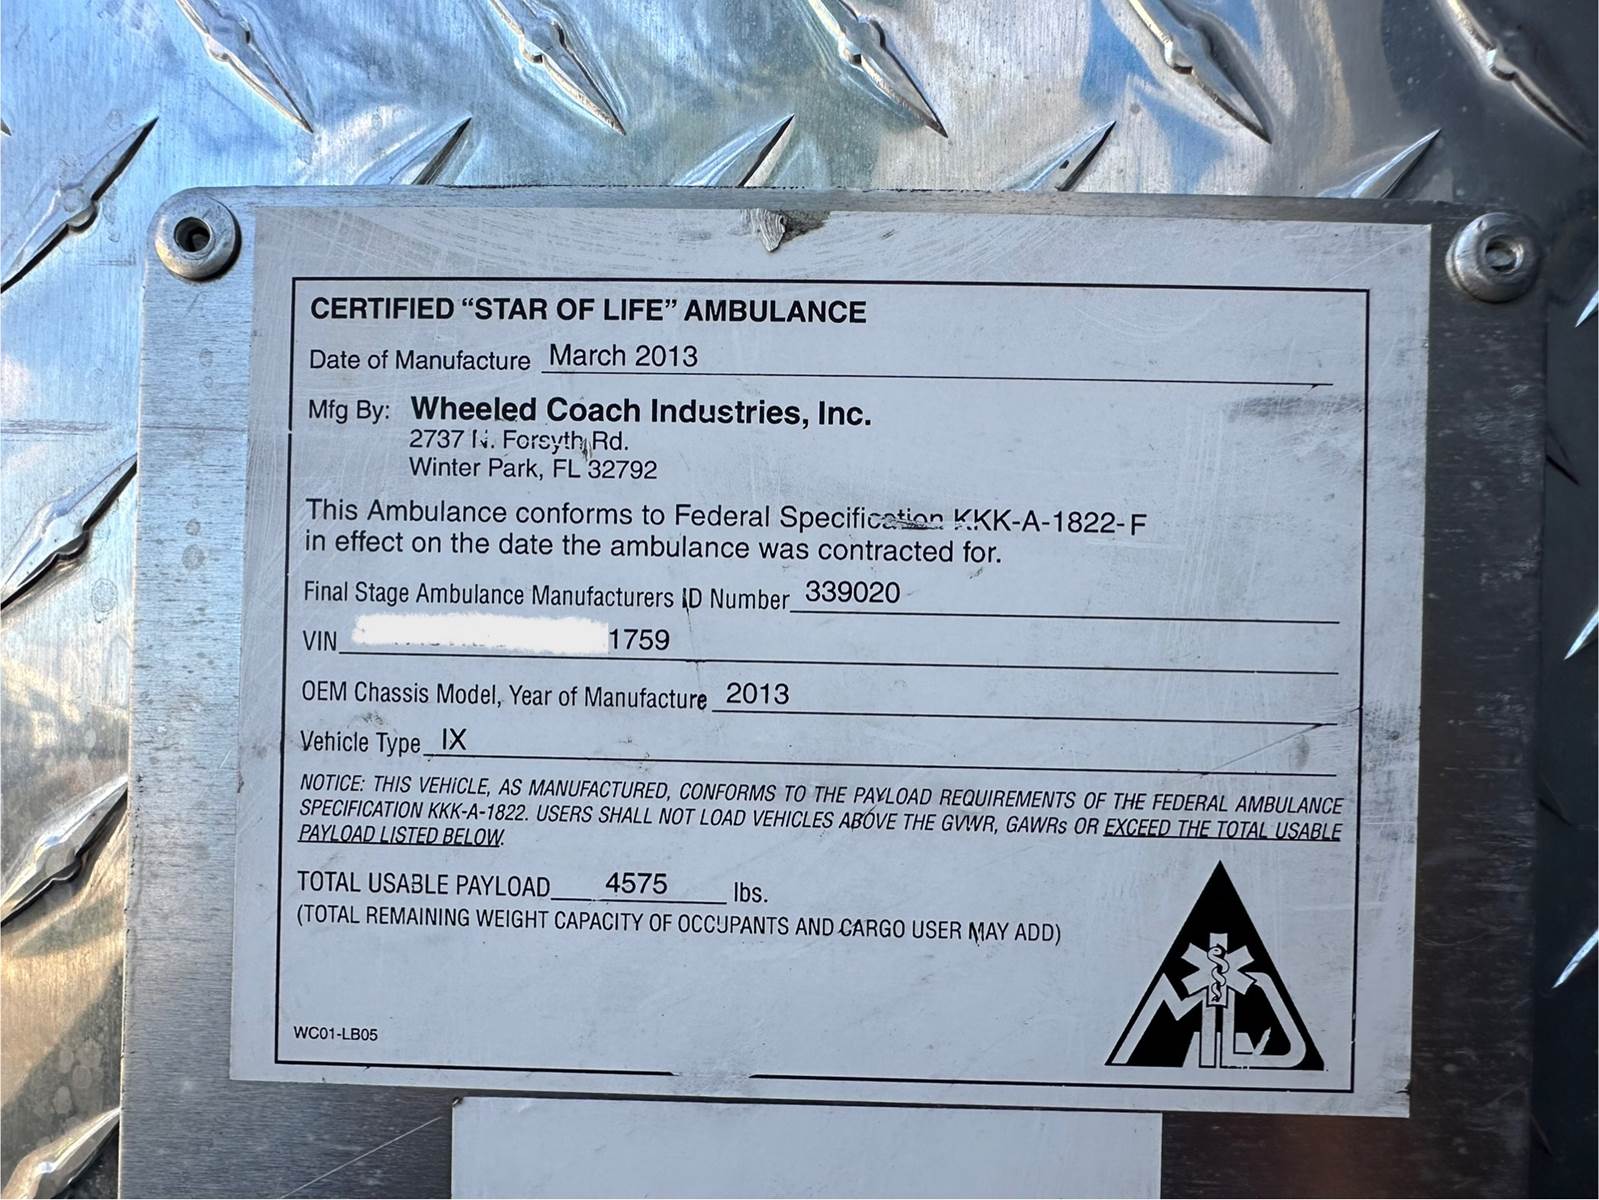 CERTIFIED “STAR OF LIFE” AMBULANCE
Date of Manufacture March 2013
Mfg By: Wheeled Coach Industries, Inc.
2737 N. Forsyth Rd.
Winter Park, FL 32792
This Ambulance conforms to Federal Specification KKK-A-1822-F
in effect on the date the ambulance was contracted for.
Final Stage Ambulance Manufacturers ID Number 339020
VIN 1759
OEM Chassis Model, Year of Manufacture 2013
Vehicle Type IX
NOTICE: THIS VEHICLE, AS MANUFACTURED, CONFORMS TO THE PAYLOAD REQUIREMENTS OF THE FEDERAL AMBULANCE
SPECIFICATION KKK-A-1822. USERS SHALL NOT LOAD VEHICLES ABOVE THE GVWR, GAWRs OR EXCEED THE TOTAL USABLE
PAYLOAD LISTED BELOW.
TOTAL USABLE PAYLOAD 4575 lbs.
(TOTAL REMAINING WEIGHT CAPACITY OF OCCUPANTS AND CARGO USER MAY ADD)
WC01-LB05